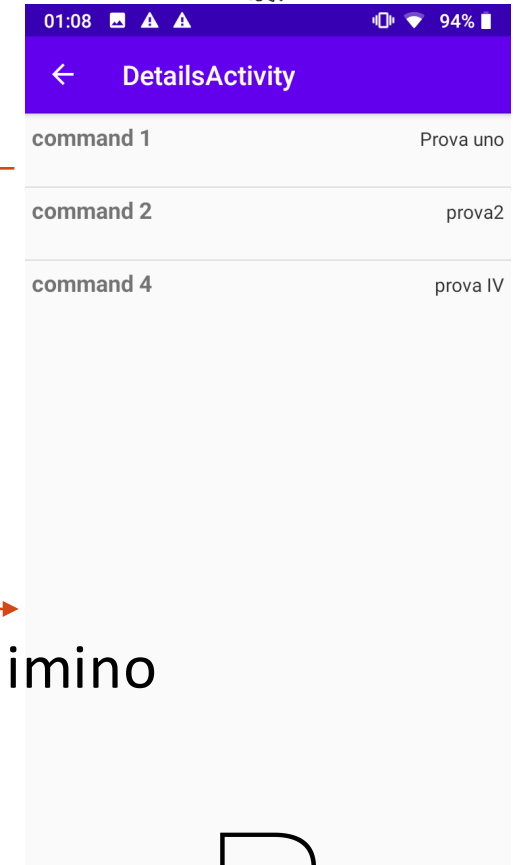 01:08 94%
DetailsActivity
command 1 Prova uno
command 2 prova2
command 4 prova IV
imino